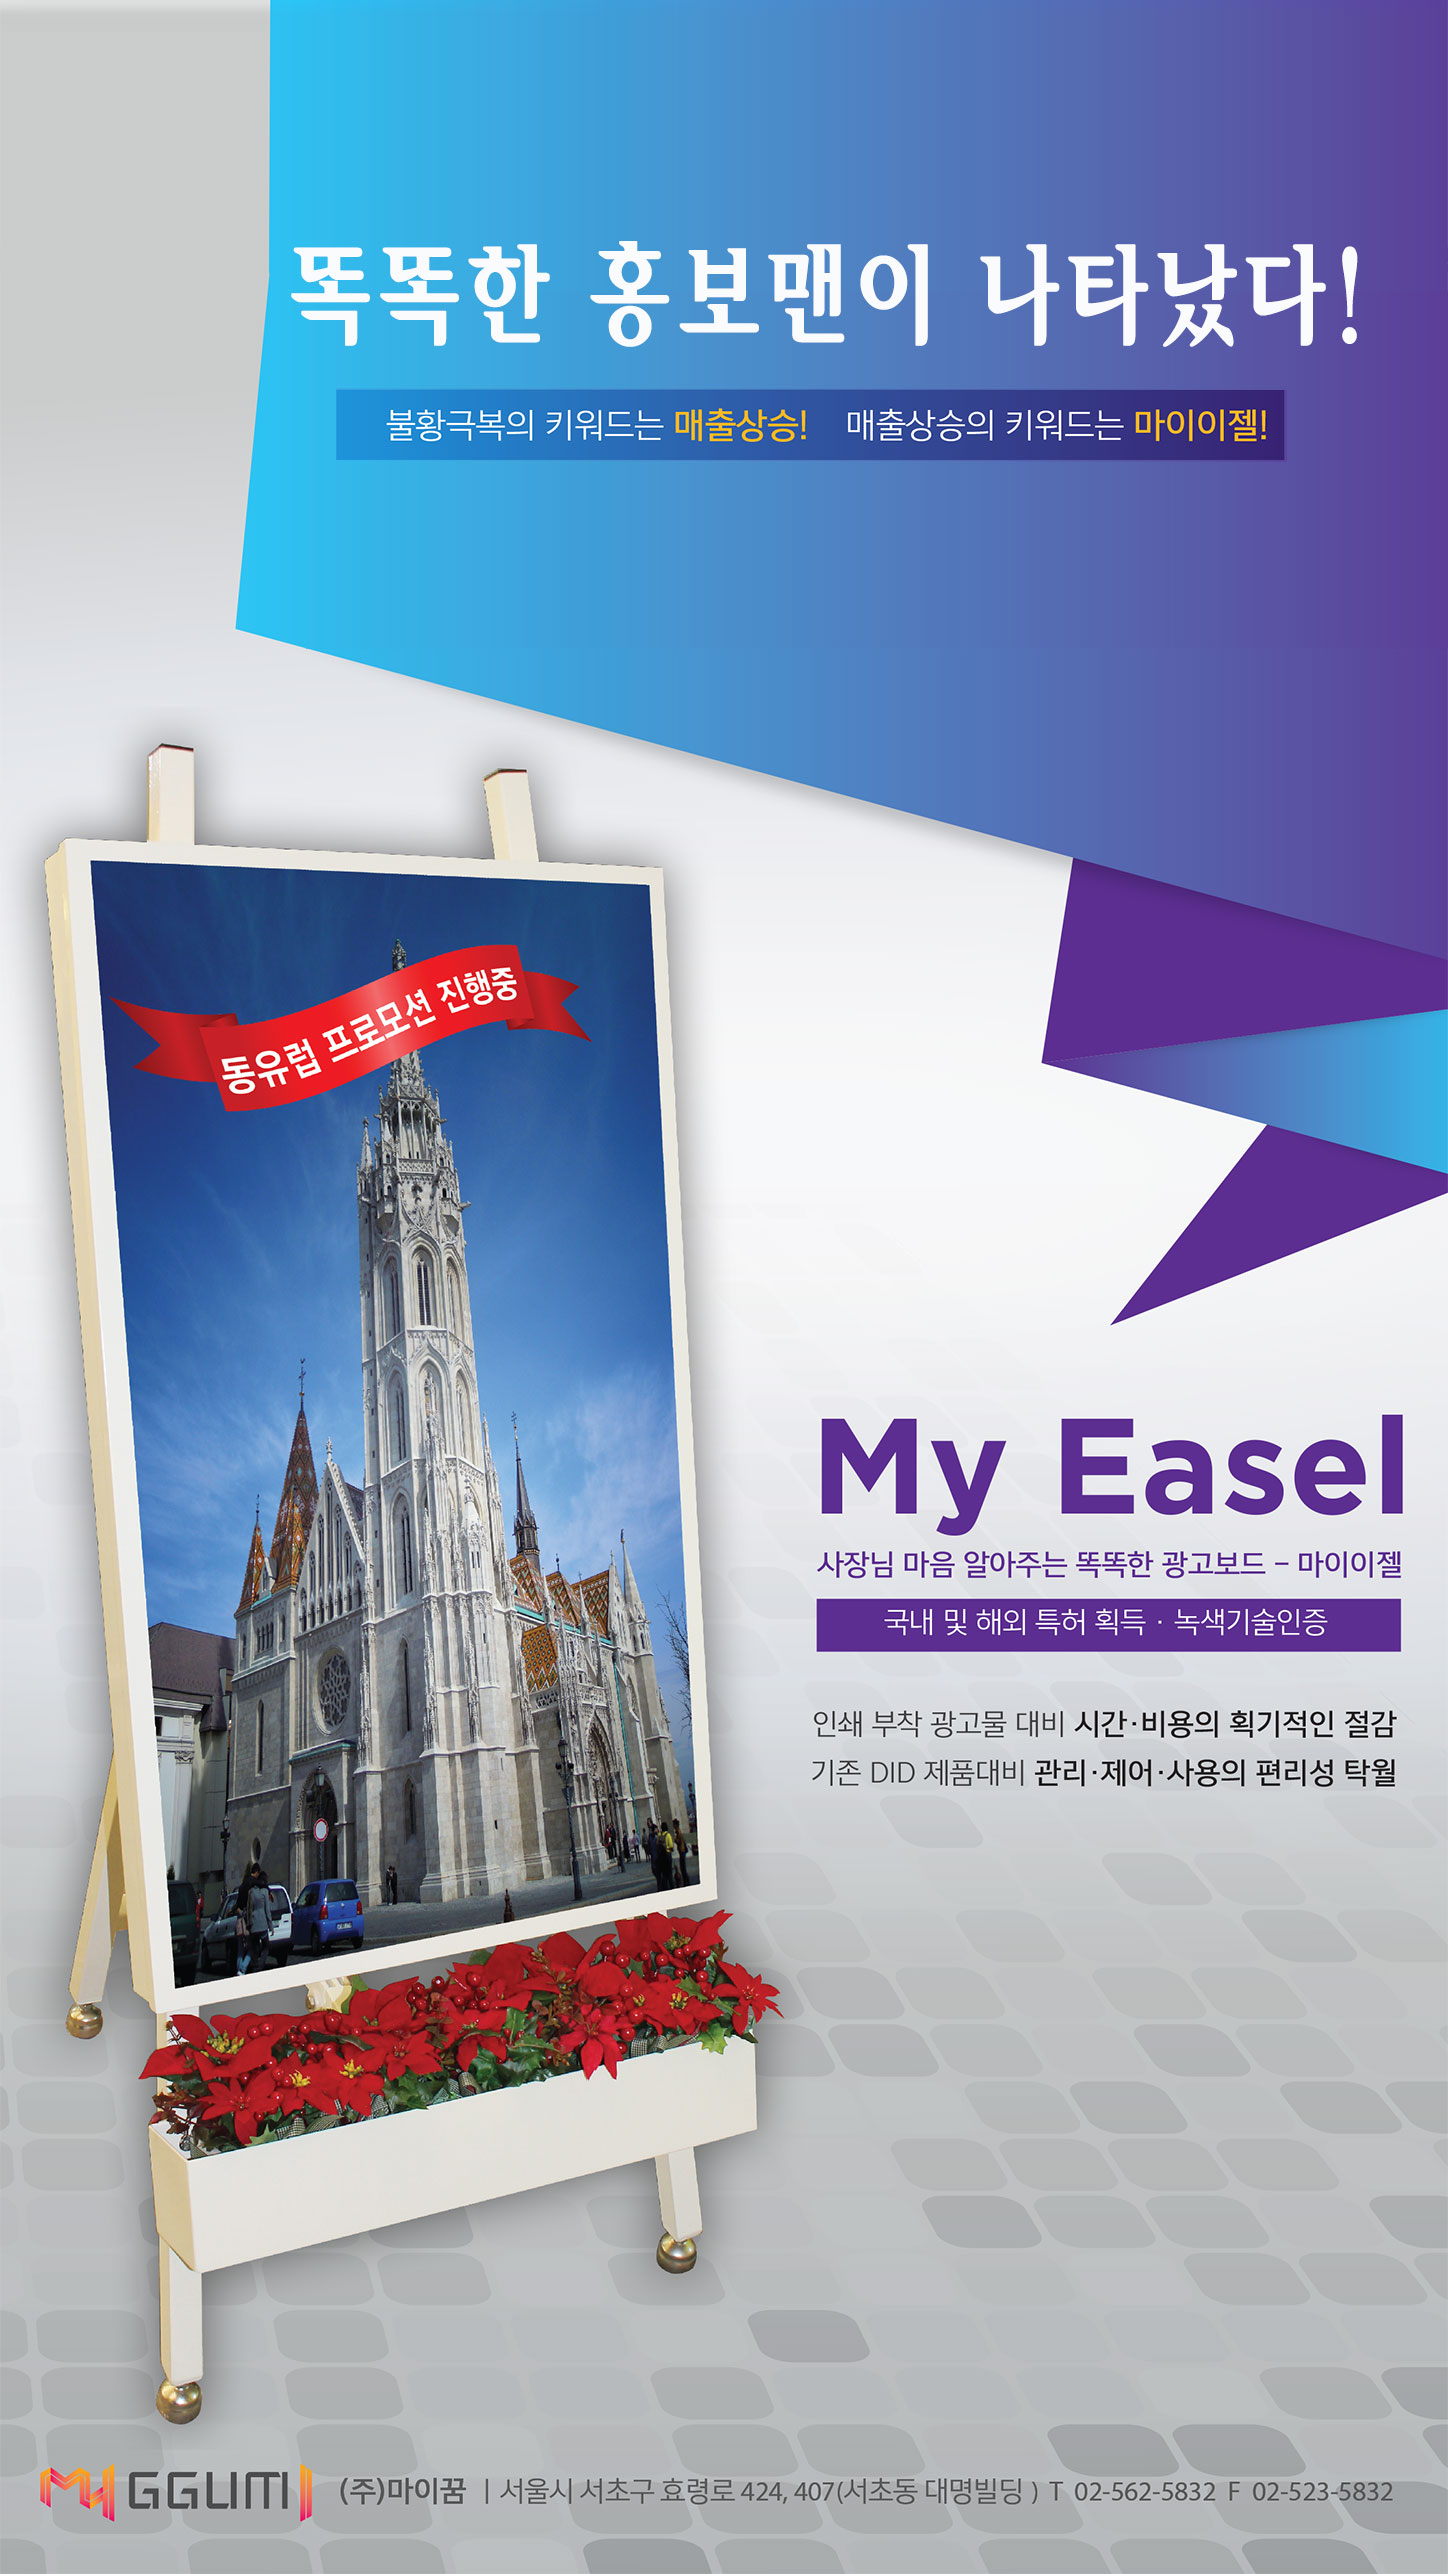 똑똑한 홍보맨이 나타났다!
불황극복의 키워드는 매출상승! 매출상승의 키워드는 마이이젤!
동유럽 프로모션 진행중
My Easel
사장님 마음 알아주는 똑똑한 광고보드 – 마이이젤
국내 및 해외 특허 획득 · 녹색기술인증
인쇄 부착 광고물 대비 시간·비용의 획기적인 절감
기존 DID 제품대비 관리·제어·사용의 편리성 탁월
MY GGUM (주)마이꿈 | 서울시 서초구 효령로 424, 407(서초동 대명빌딩 ) T 02-562-5832 F 02-523-5832